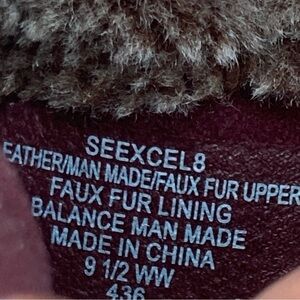 SEEXCEL8
EATHER/MAN MADE/FAUX FUR UPPER
FAUX FUR LINING
BALANCE MAN MADE
MADE IN CHINA
9 1/2 WW
436